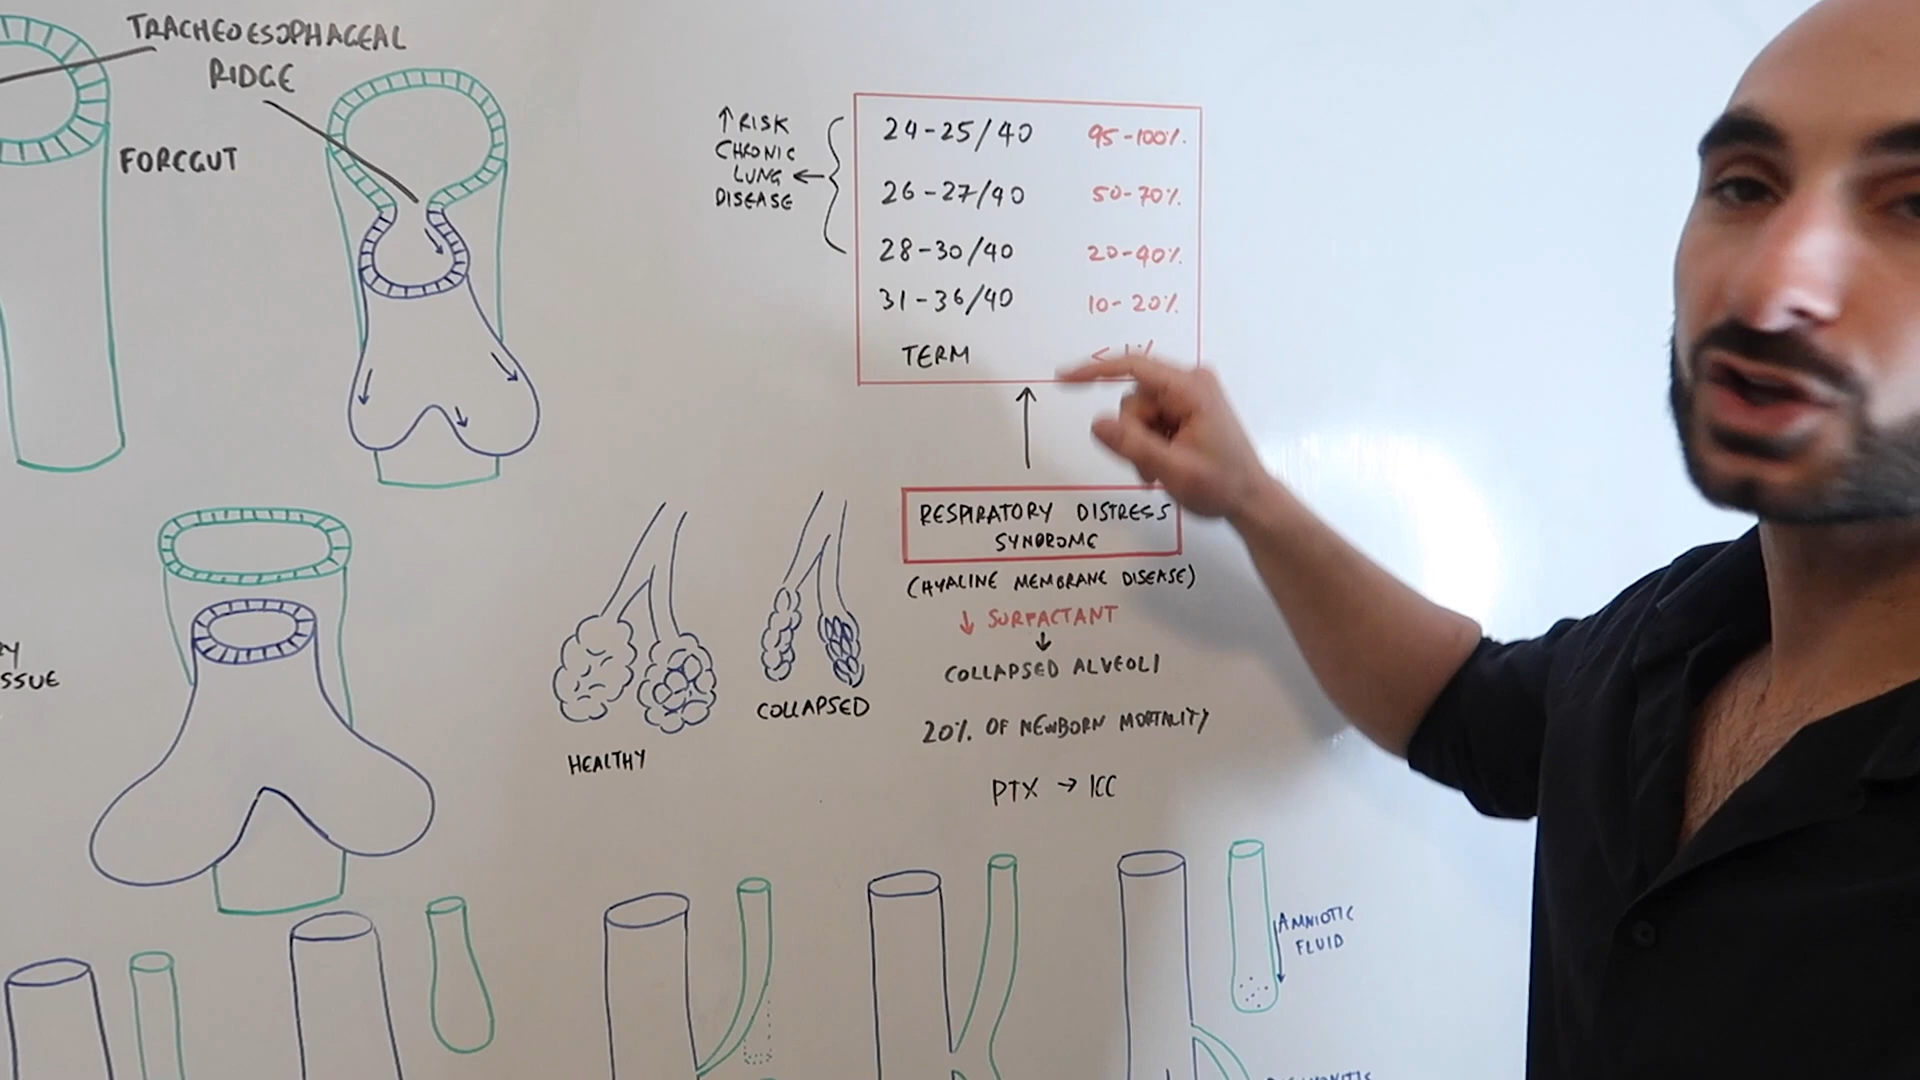 TRACHEOESOPHAGEAL
RIDGE
FOREGUT
↑ RISK
CHRONIC
LUNG
DISEASE
24-25/40 95-100%.
26-27/40 50-70%.
28-30/40 20-40%.
31-36/40 10-20%
TERM < 1%
RESPIRATORY DISTRESS
SYNDROME
(HYALINE MEMBRANE DISEASE)
↓ SURFACTANT
↓
COLLAPSED ALVEOLI
20% OF NEWBORN MORTALITY
PTX → ICC
HEALTHY
COLLAPSED
AMNIOTIC
FLUID